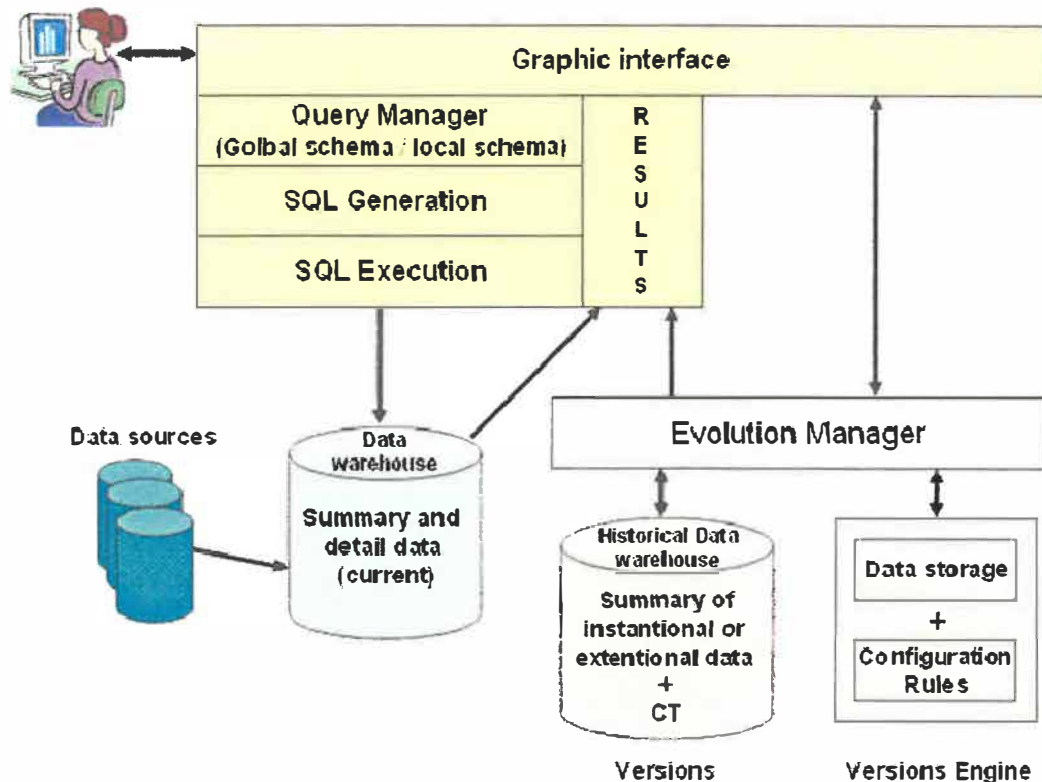 Graphic interface
Query Manager
(Golbal schema / local schema)
SQL Generation
SQL Execution
R
E
S
U
L
T
S
Evolution Manager
Data sources
Data
warehouse
Summary and
detail data
(current)
Historical Data
warehouse
Summary of
instantional or
extentional data
+
CT
Versions
Data storage
+
Configuration
Rules
Versions Engine